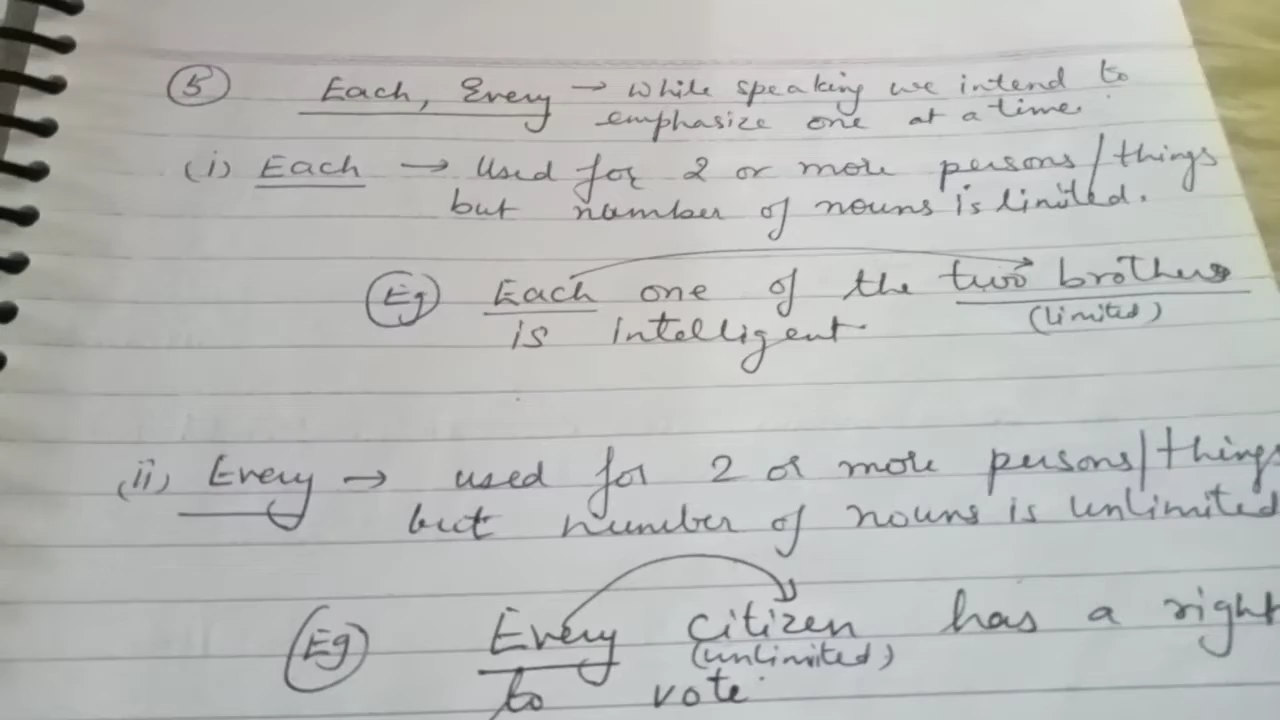 5 Each, Every → While speaking we intend to
emphasize one at a time.
(i) Each → Used for 2 or more persons/things
but number of nouns is limited.
Eg Each one of the two brothers
(limited)
is intelligent
(ii) Every → used for 2 or more persons/things
but number of nouns is unlimited
Eg Every citizen has a right
(unlimited)
to vote.